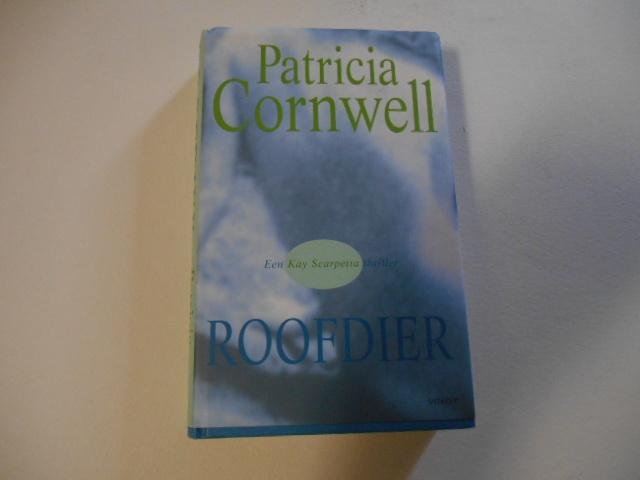 Patricia
Cornwell
Een Kay Scarpetta thriller
ROOFDIER